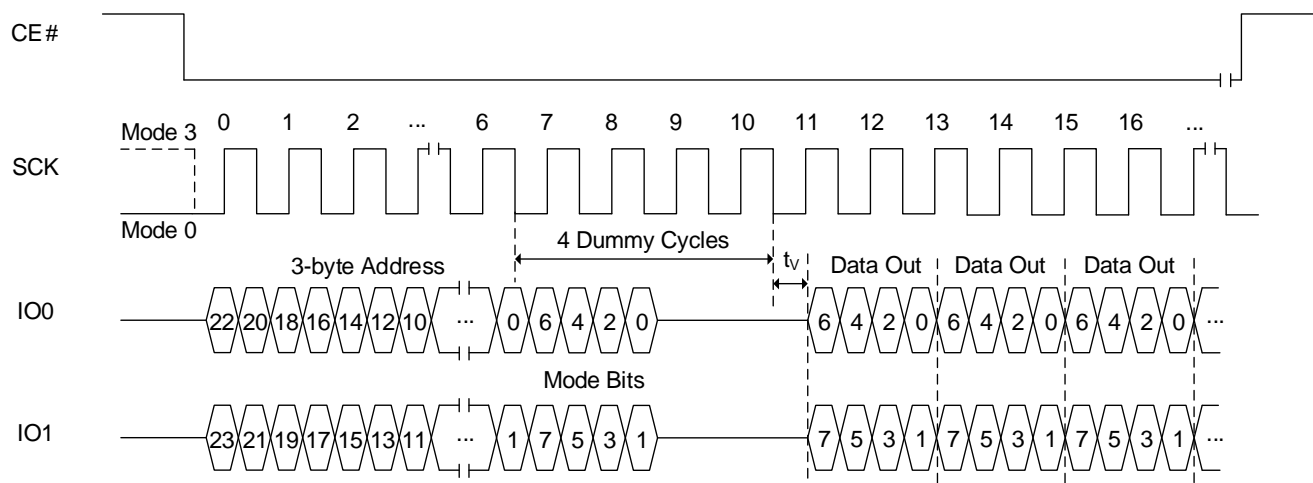 CE#
0 1 2 ... 6 7 8 9 10 11 12 13 14 15 16 ...
Mode 3
SCK
Mode 0
4 Dummy Cycles
tV
3-byte Address
Data Out Data Out Data Out
IO0
22 20 18 16 14 12 10 ... 0 6 4 2 0 6 4 2 0 6 4 2 0 6 4 2 0 ...
Mode Bits
IO1
23 21 19 17 15 13 11 ... 1 7 5 3 1 7 5 3 1 7 5 3 1 7 5 3 1 ...